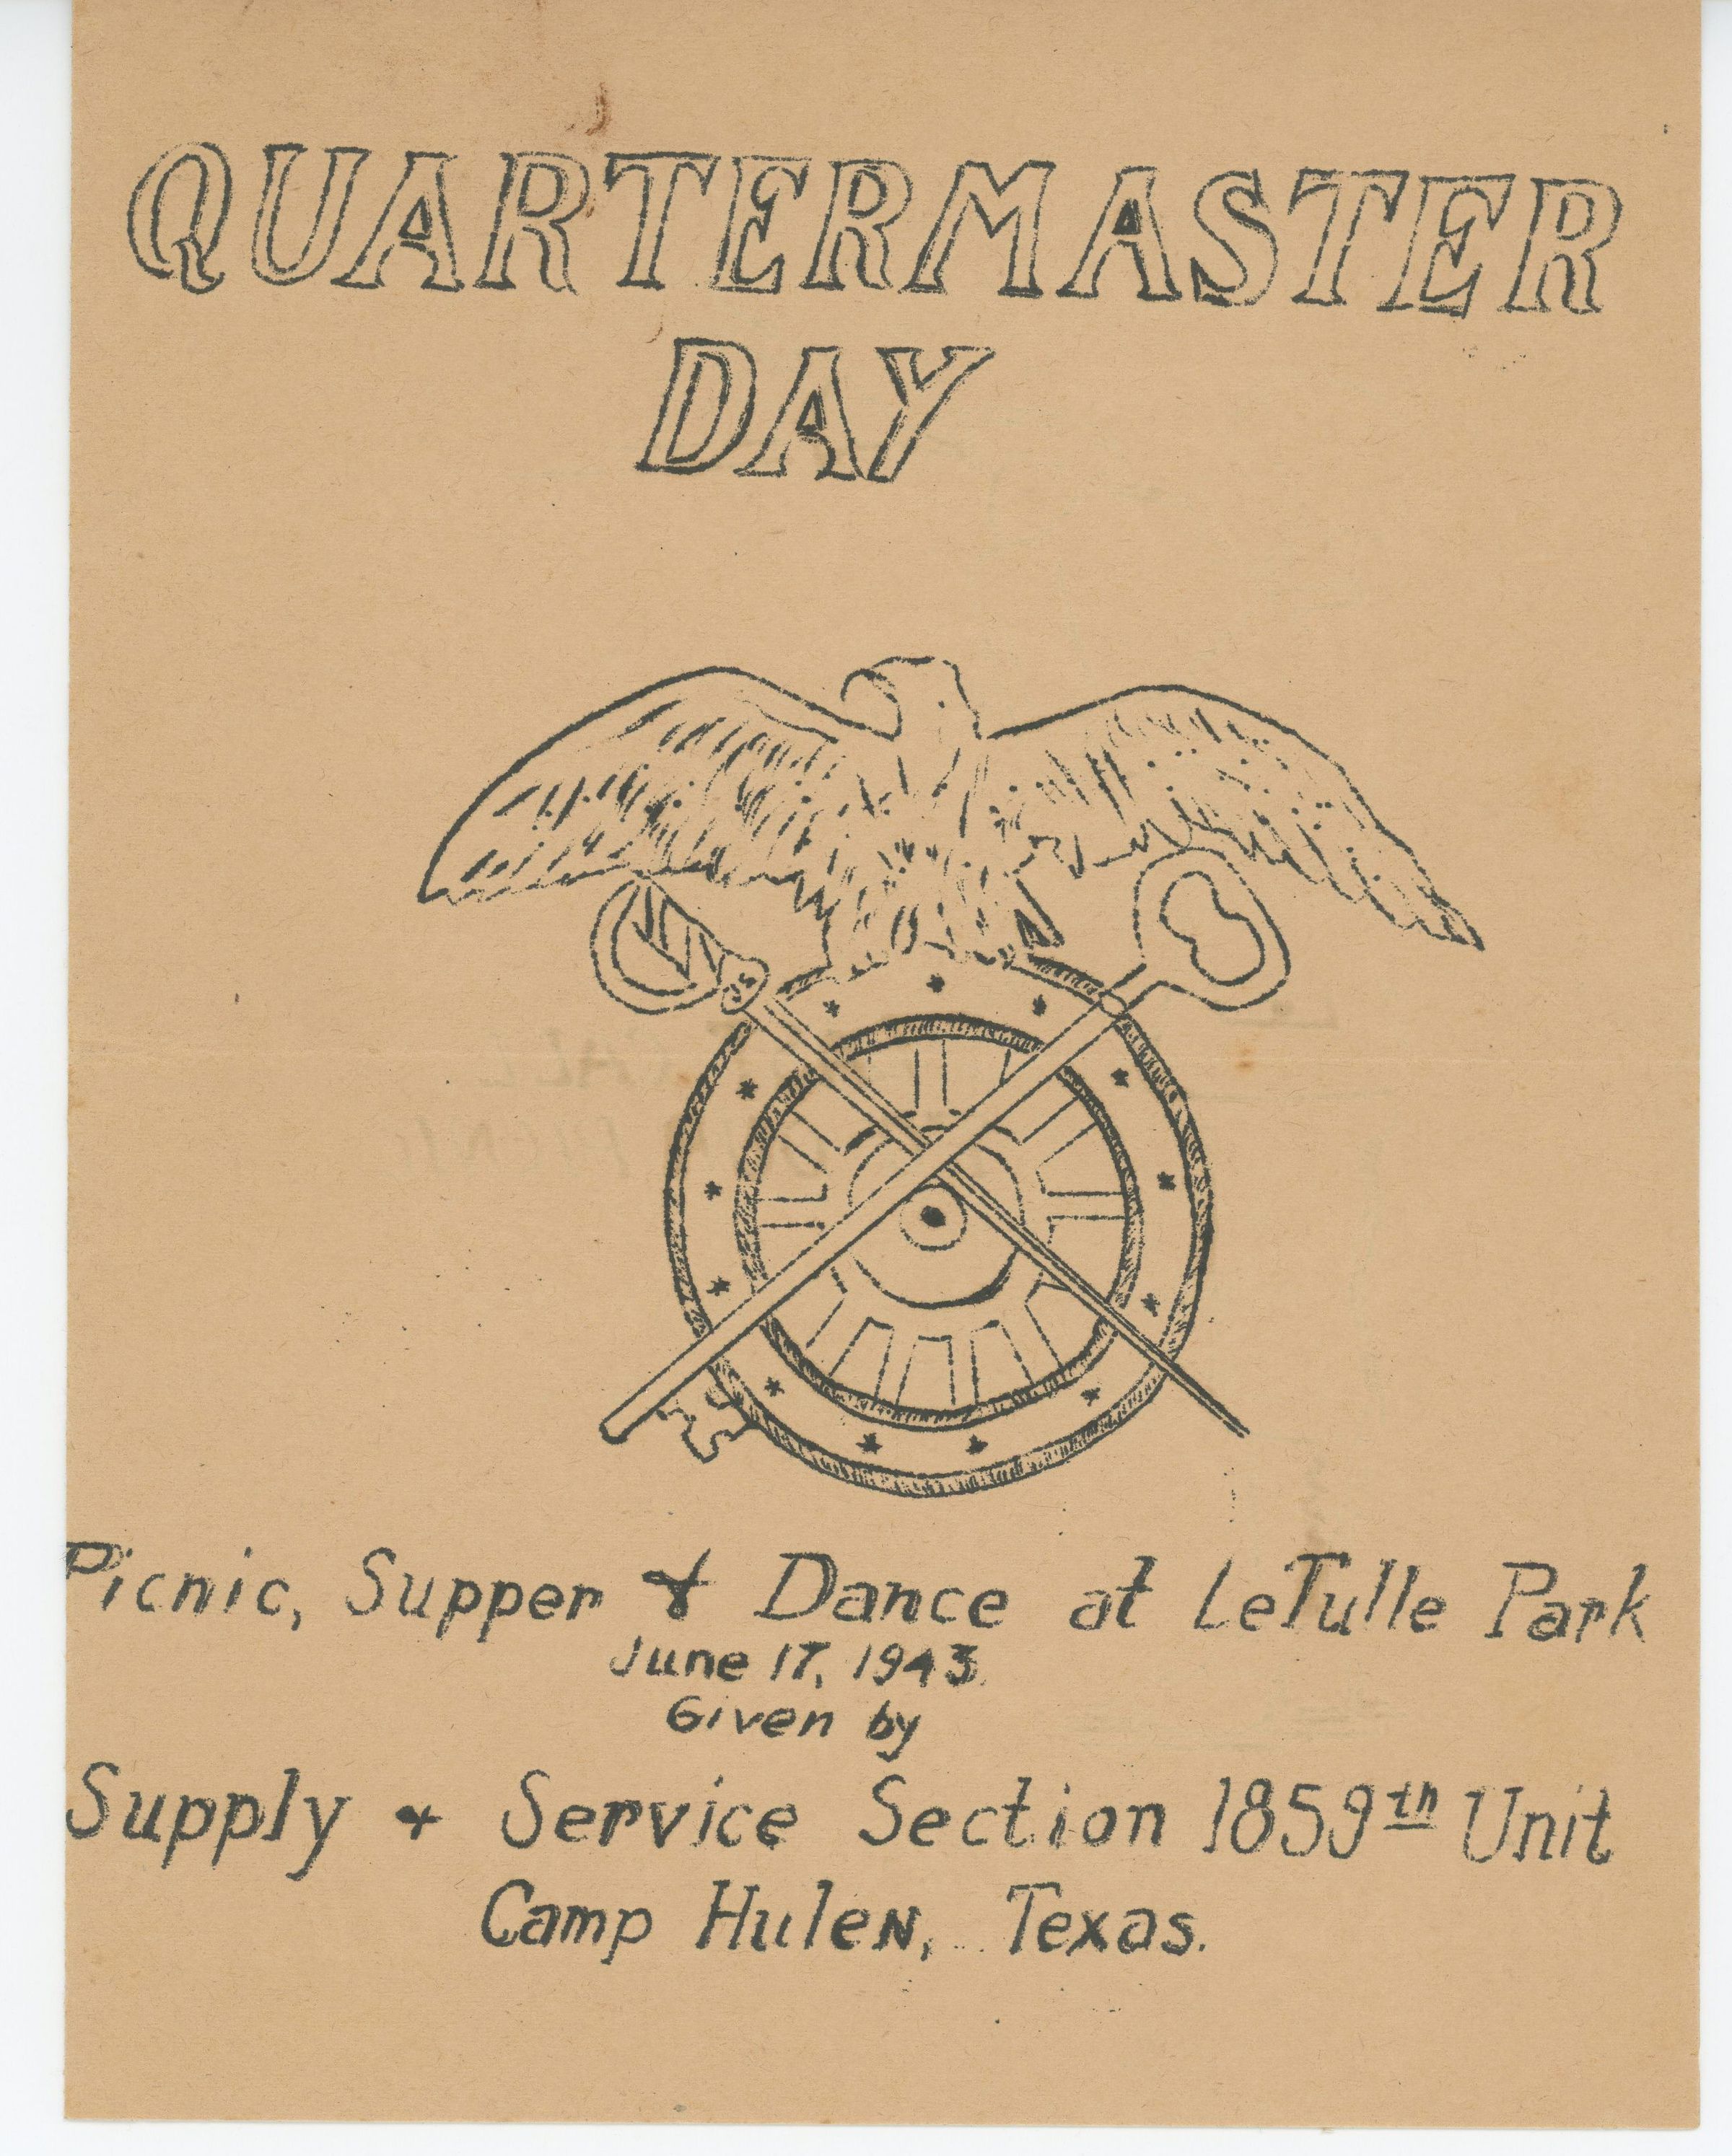 QUARTERMASTER
DAY
US
Picnic, Supper & Dance at LeTulle Park
June 17, 1943.
Given by
Supply & Service Section 1859th Unit
Camp HuleN, Texas.